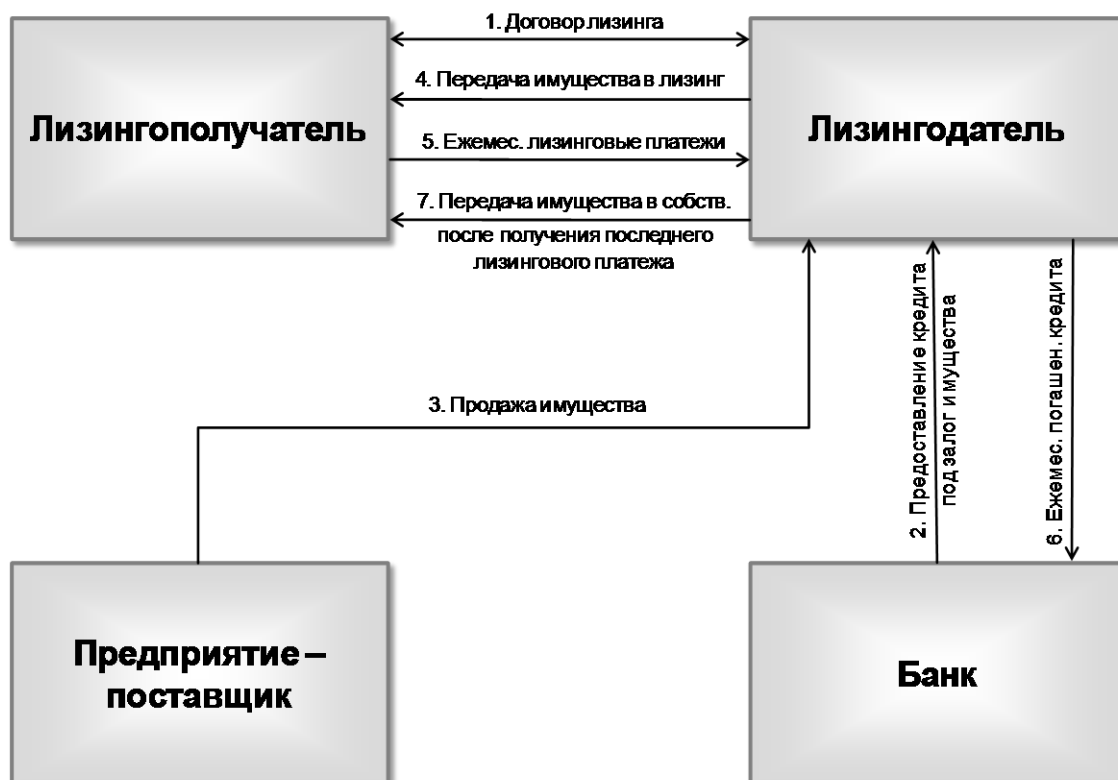 1. Договор лизинга
4. Передача имущества в лизинг
Лизингополучатель
Лизингодатель
5. Ежемес. лизинговые платежи
7. Передача имущества в собств.
после получения последнего
лизингового платежа
2. Предоставление кредита
под залог имущества
6. Ежемес. погашен. кредита
3. Продажа имущества
Предприятие –
поставщик
Банк